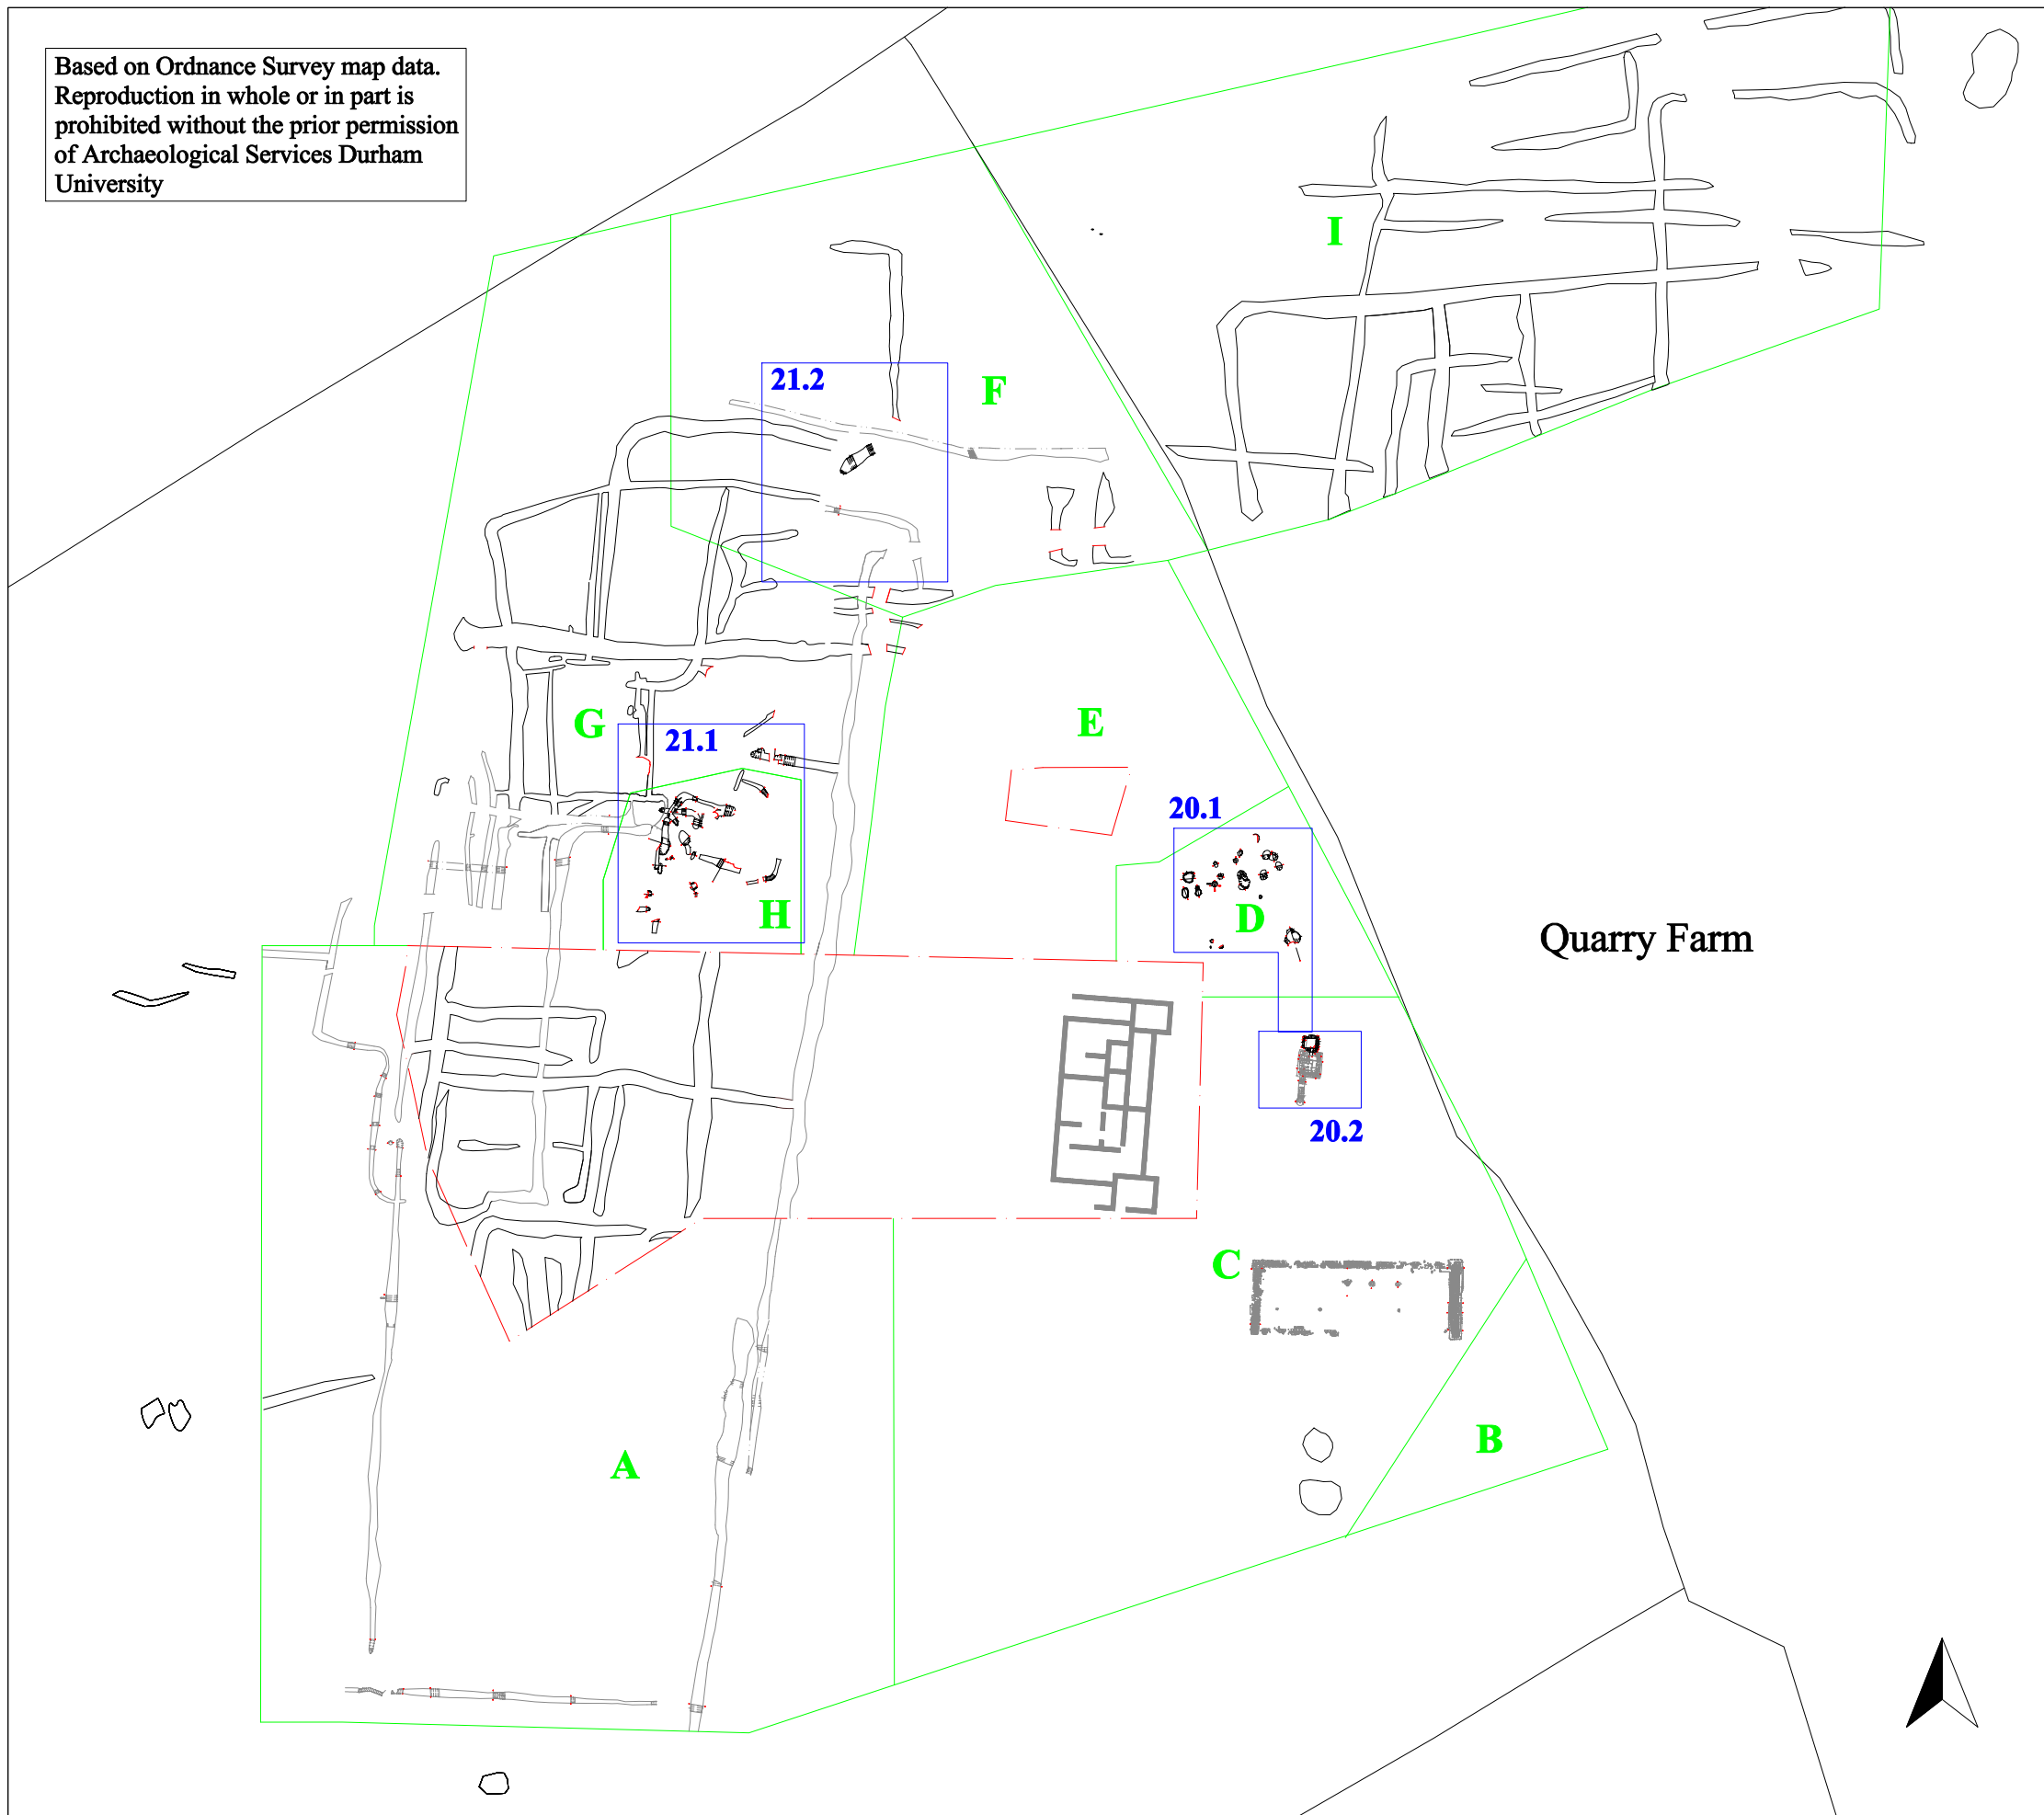 Based on Ordnance Survey map data.
Reproduction in whole or in part is
prohibited without the prior permission
of Archaeological Services Durham
University
I
21.2
F
G
21.1
E
20.1
H
D
Quarry Farm
20.2
C
B
A